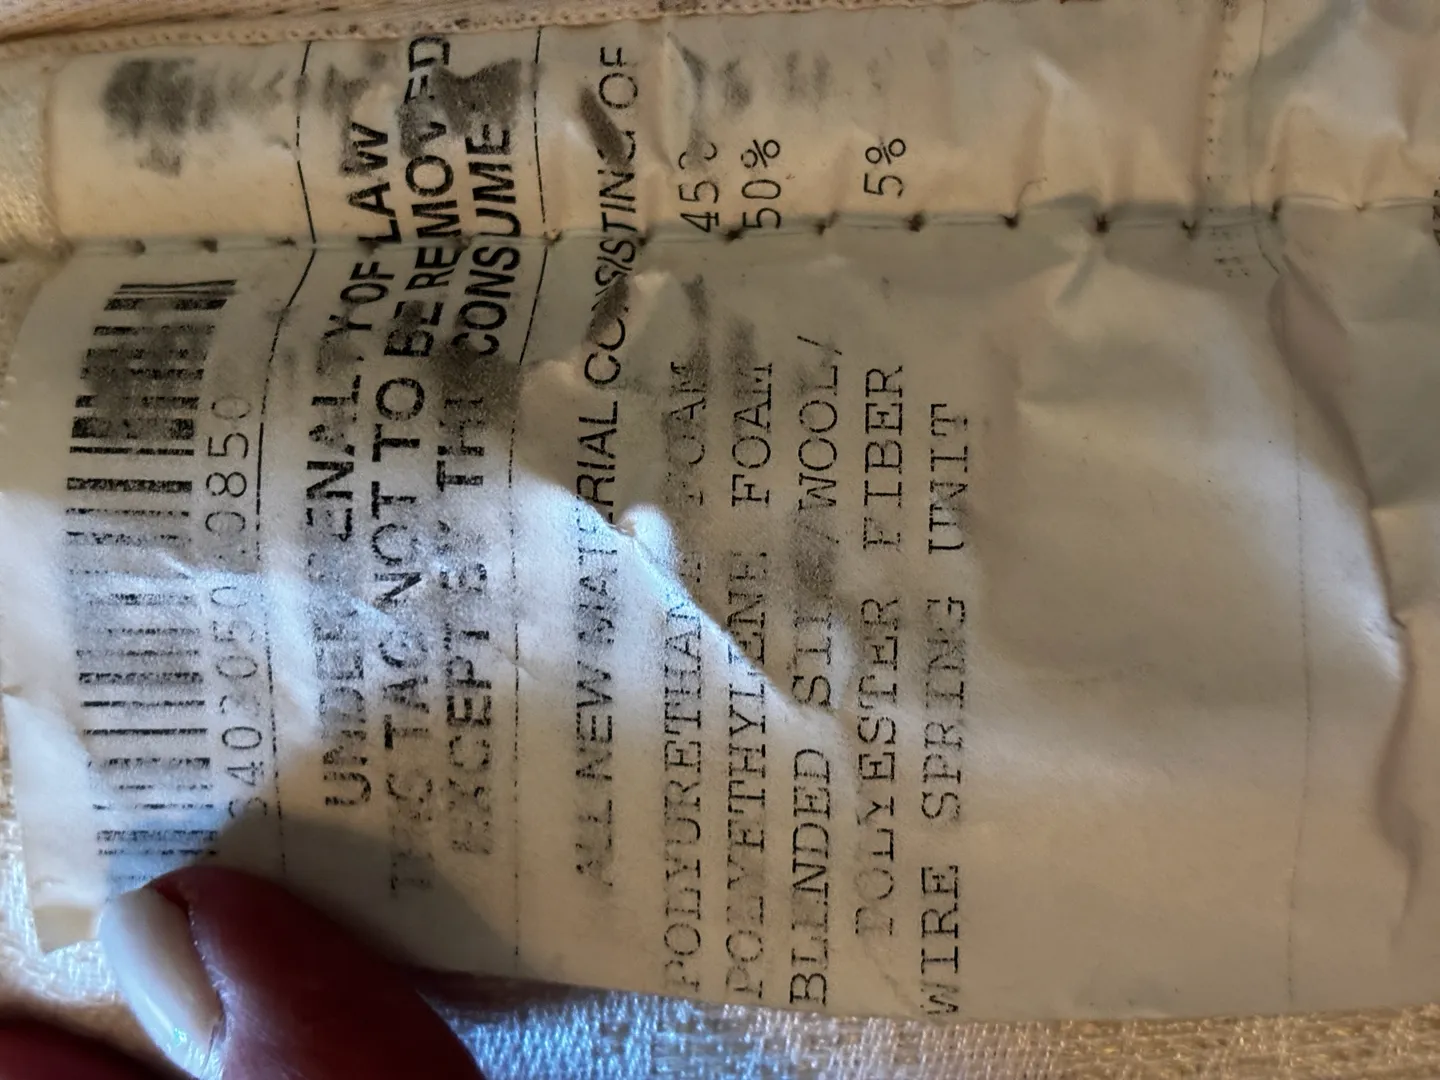 UNDER PENALTY OF LAW
THIS TAG NOT TO BE REMOVED
EXCEPT BY THE CONSUMER
ALL NEW MATERIAL CONSISTING OF
POLYURETHANE FOAM 45%
POLYETHYLENE FOAM 50%
BLENDED SILK/WOOL/
POLYESTER FIBER 5%
WIRE SPRING UNIT